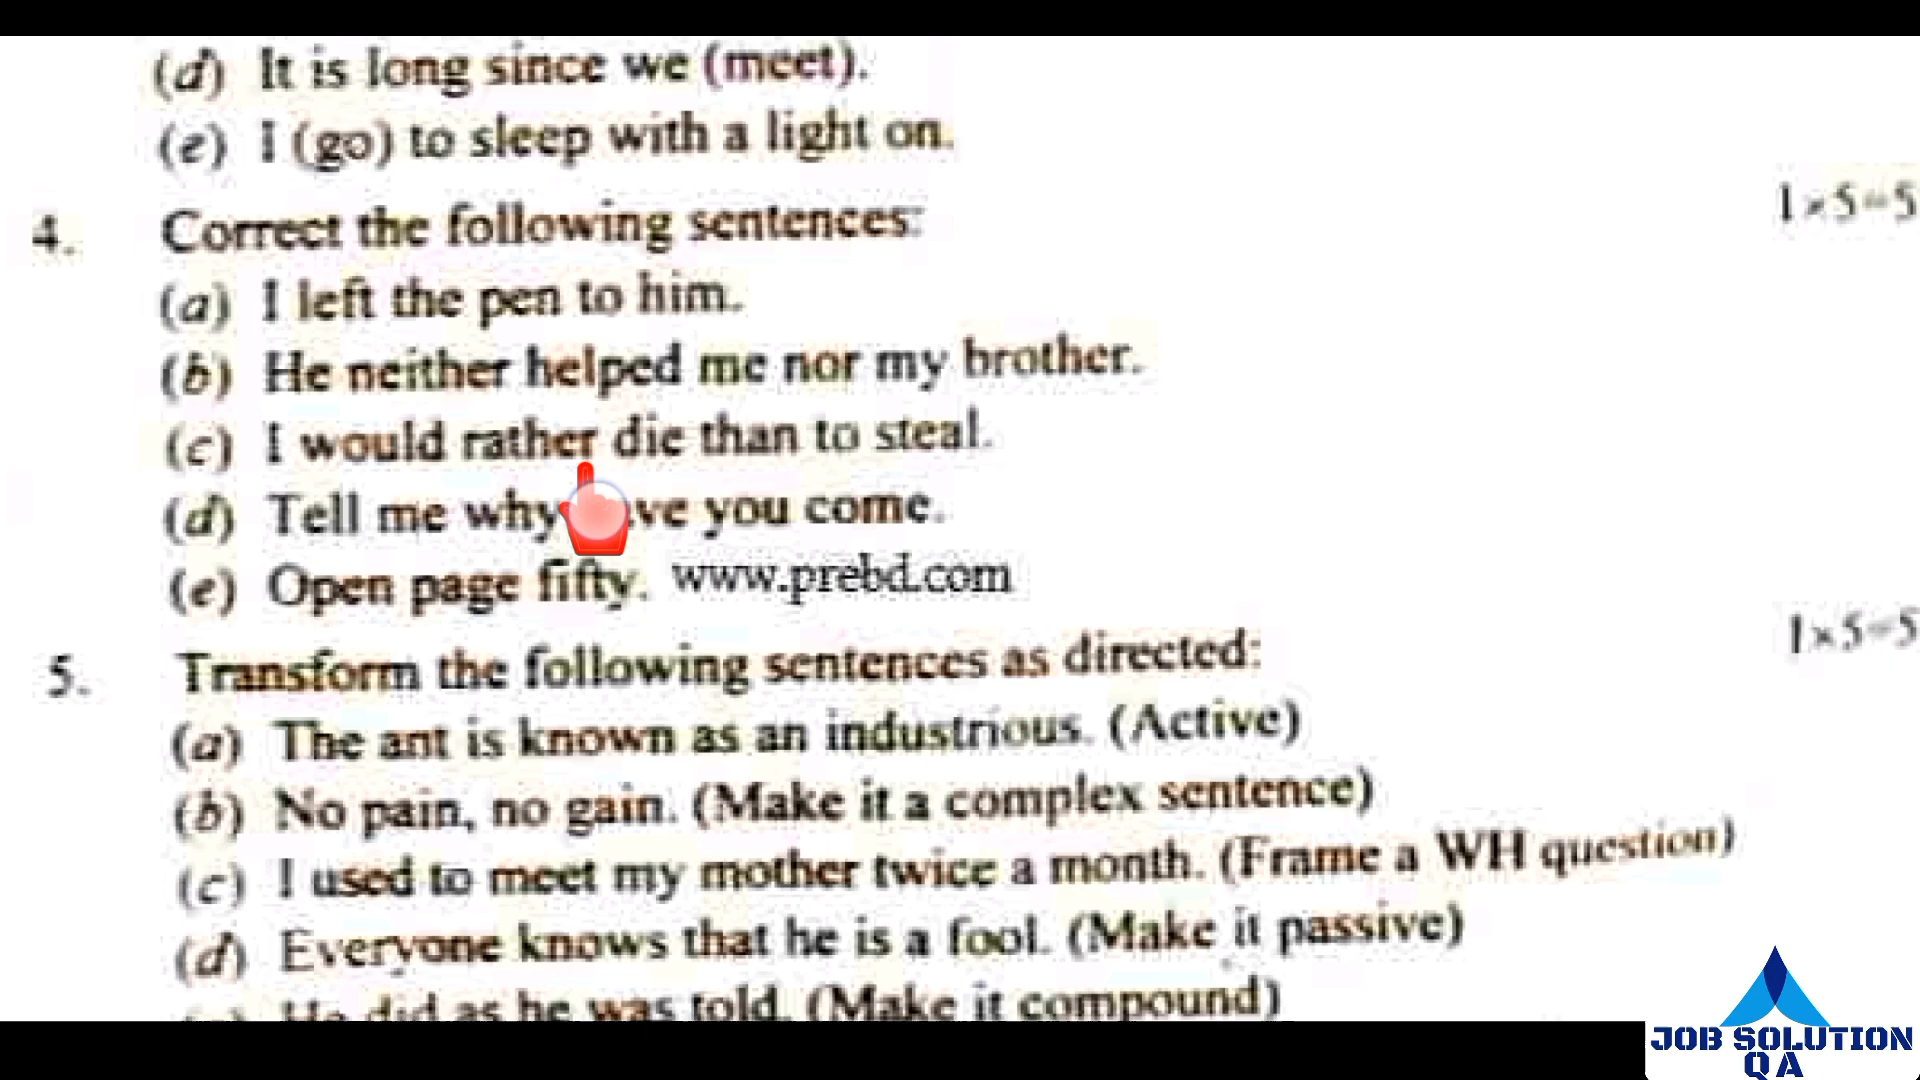 (d) It is long since we (meet).
(e) I (go) to sleep with a light on.
4. Correct the following sentences: 1×5=5
(a) I left the pen to him.
(b) He neither helped me nor my brother.
(c) I would rather die than to steal.
(d) Tell me why ve you come.
(e) Open page fifty. www.prebd.com
5. Transform the following sentences as directed: 1×5=5
(a) The ant is known as an industrious. (Active)
(b) No pain, no gain. (Make it a complex sentence)
(c) I used to meet my mother twice a month. (Frame a WH question)
(d) Everyone knows that he is a fool. (Make it passive)
He did as he was told. (Make it compound)
JOB SOLUTION
QA